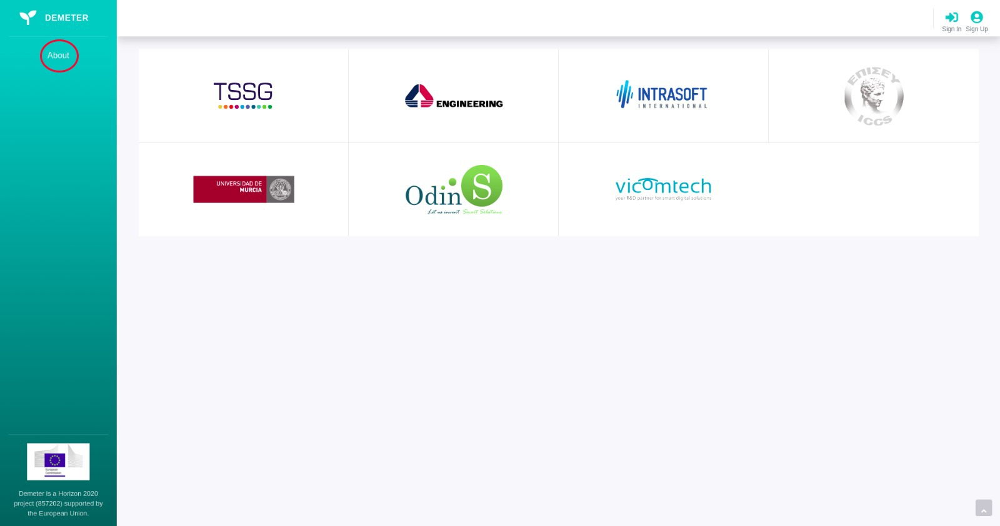 DEMETER
Sign In
Sign Up
About
TSSG
ENGINEERING
INTRASOFT
INTERNATIONAL
ΕΠΙΣΕΥ
ICCS
UNIVERSIDAD DE
MURCIA
OdinS
Let us invent Smart Solutions
vicomtech
your R&D partner for smart digital solutions
European
Commission
Demeter is a Horizon 2020
project (857202) supported by
the European Union.